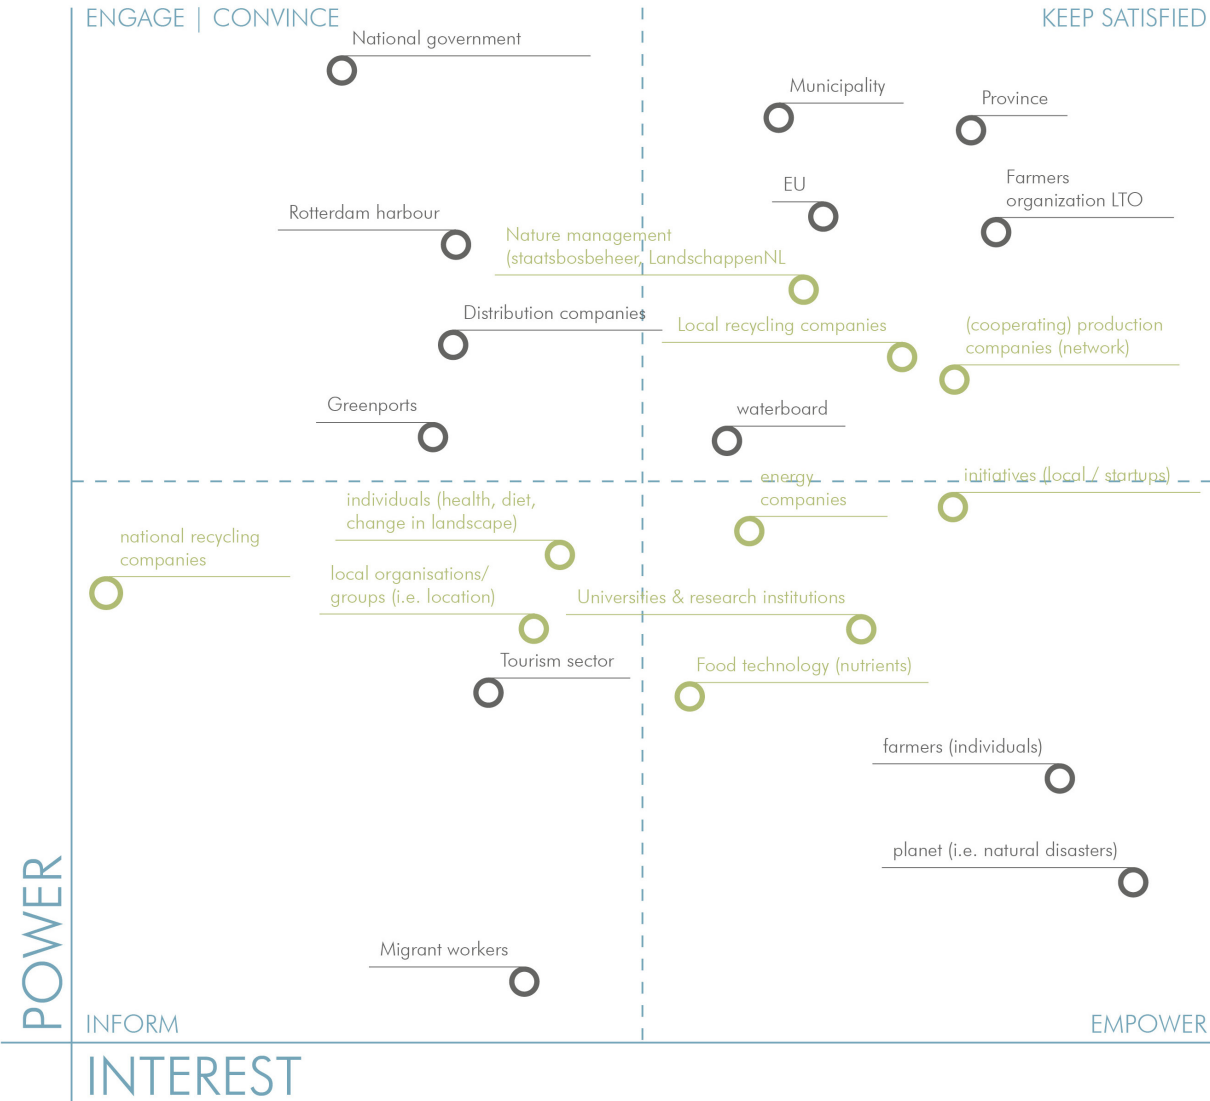 ENGAGE | CONVINCE
KEEP SATISFIED
National government
Municipality
Province
EU
Farmers
organization LTO
Rotterdam harbour
Nature management
(staatsbosbeheer, LandschappenNL
Distribution companies
Local recycling companies
(cooperating) production
companies (network)
Greenports
waterboard
energy
companies
initiatives (local / startups)
individuals (health, diet,
change in landscape)
national recycling
companies
local organisations/
groups (i.e. location)
Universities & research institutions
Tourism sector
Food technology (nutrients)
farmers (individuals)
planet (i.e. natural disasters)
Migrant workers
POWER
INFORM
EMPOWER
INTEREST